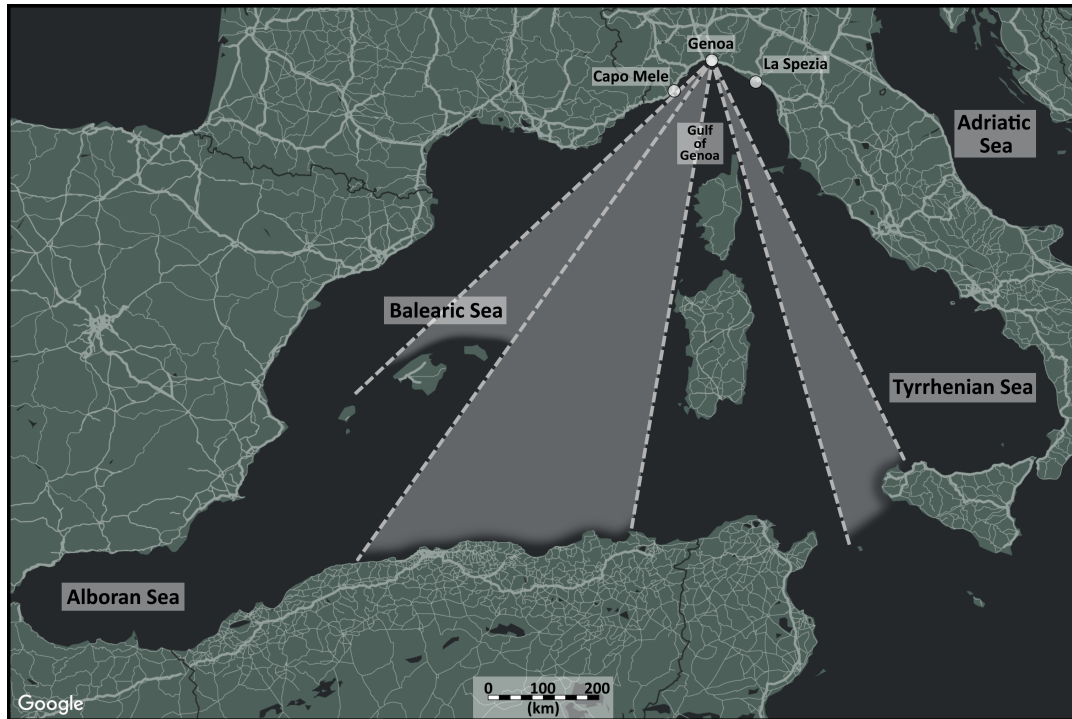 Genoa
La Spezia
Capo Mele
Gulf
of
Genoa
Adriatic
Sea
Balearic Sea
Tyrrhenian Sea
Alboran Sea
0 100 200
(km)
Google